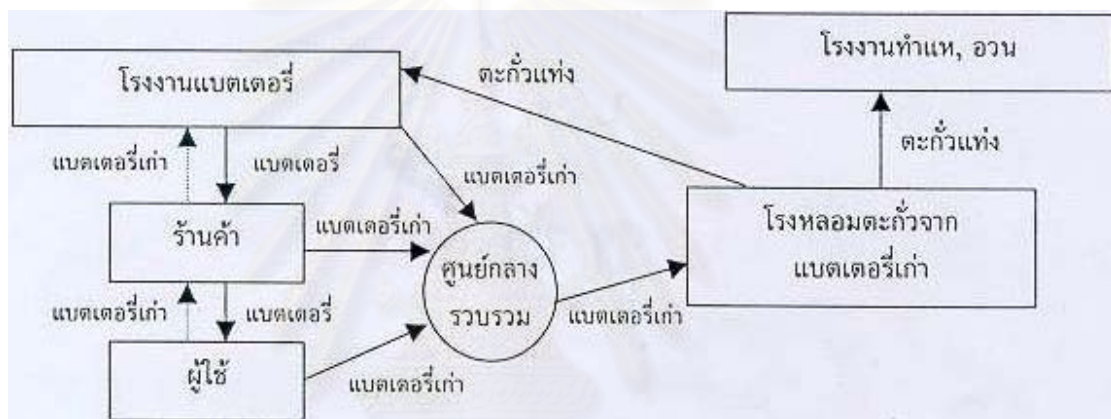 โรงงานทำแห, อวน
โรงงานแบตเตอรี่
ตะกั่วแท่ง
ตะกั่วแท่ง
แบตเตอรี่เก่า
แบตเตอรี่
แบตเตอรี่เก่า
ร้านค้า
แบตเตอรี่เก่า
โรงหลอมตะกั่วจาก
แบตเตอรี่เก่า
ศูนย์กลาง
รวบรวม
แบตเตอรี่เก่า
แบตเตอรี่
แบตเตอรี่เก่า
ผู้ใช้
แบตเตอรี่เก่า